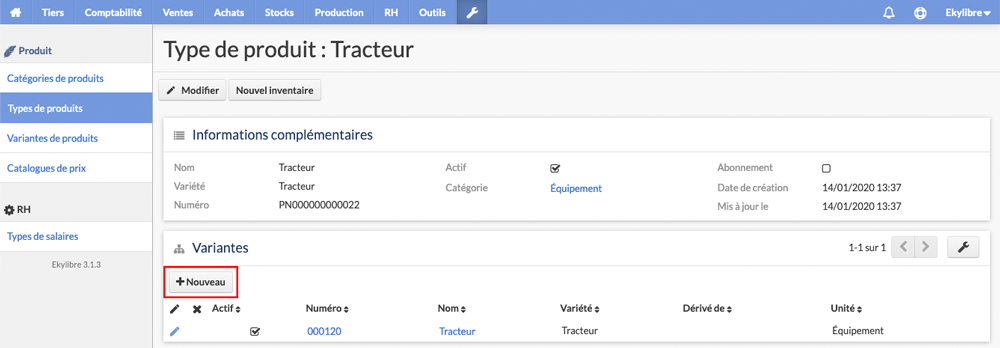 Tiers Comptabilité Ventes Achats Stocks Production RH Outils Ekylibre
Produit
Catégories de produits
Types de produits
Variantes de produits
Catalogues de prix
RH
Types de salaires
Ekylibre 3.1.3
Type de produit : Tracteur
Modifier Nouvel inventaire
Informations complémentaires
Nom Tracteur Actif Abonnement
Variété Tracteur Catégorie Équipement Date de création 14/01/2020 13:37
Numéro PN000000000022 Mis à jour le 14/01/2020 13:37
Variantes 1-1 sur 1
Nouveau
Actif Numéro Nom Variété Dérivé de Unité
000120 Tracteur Tracteur Équipement